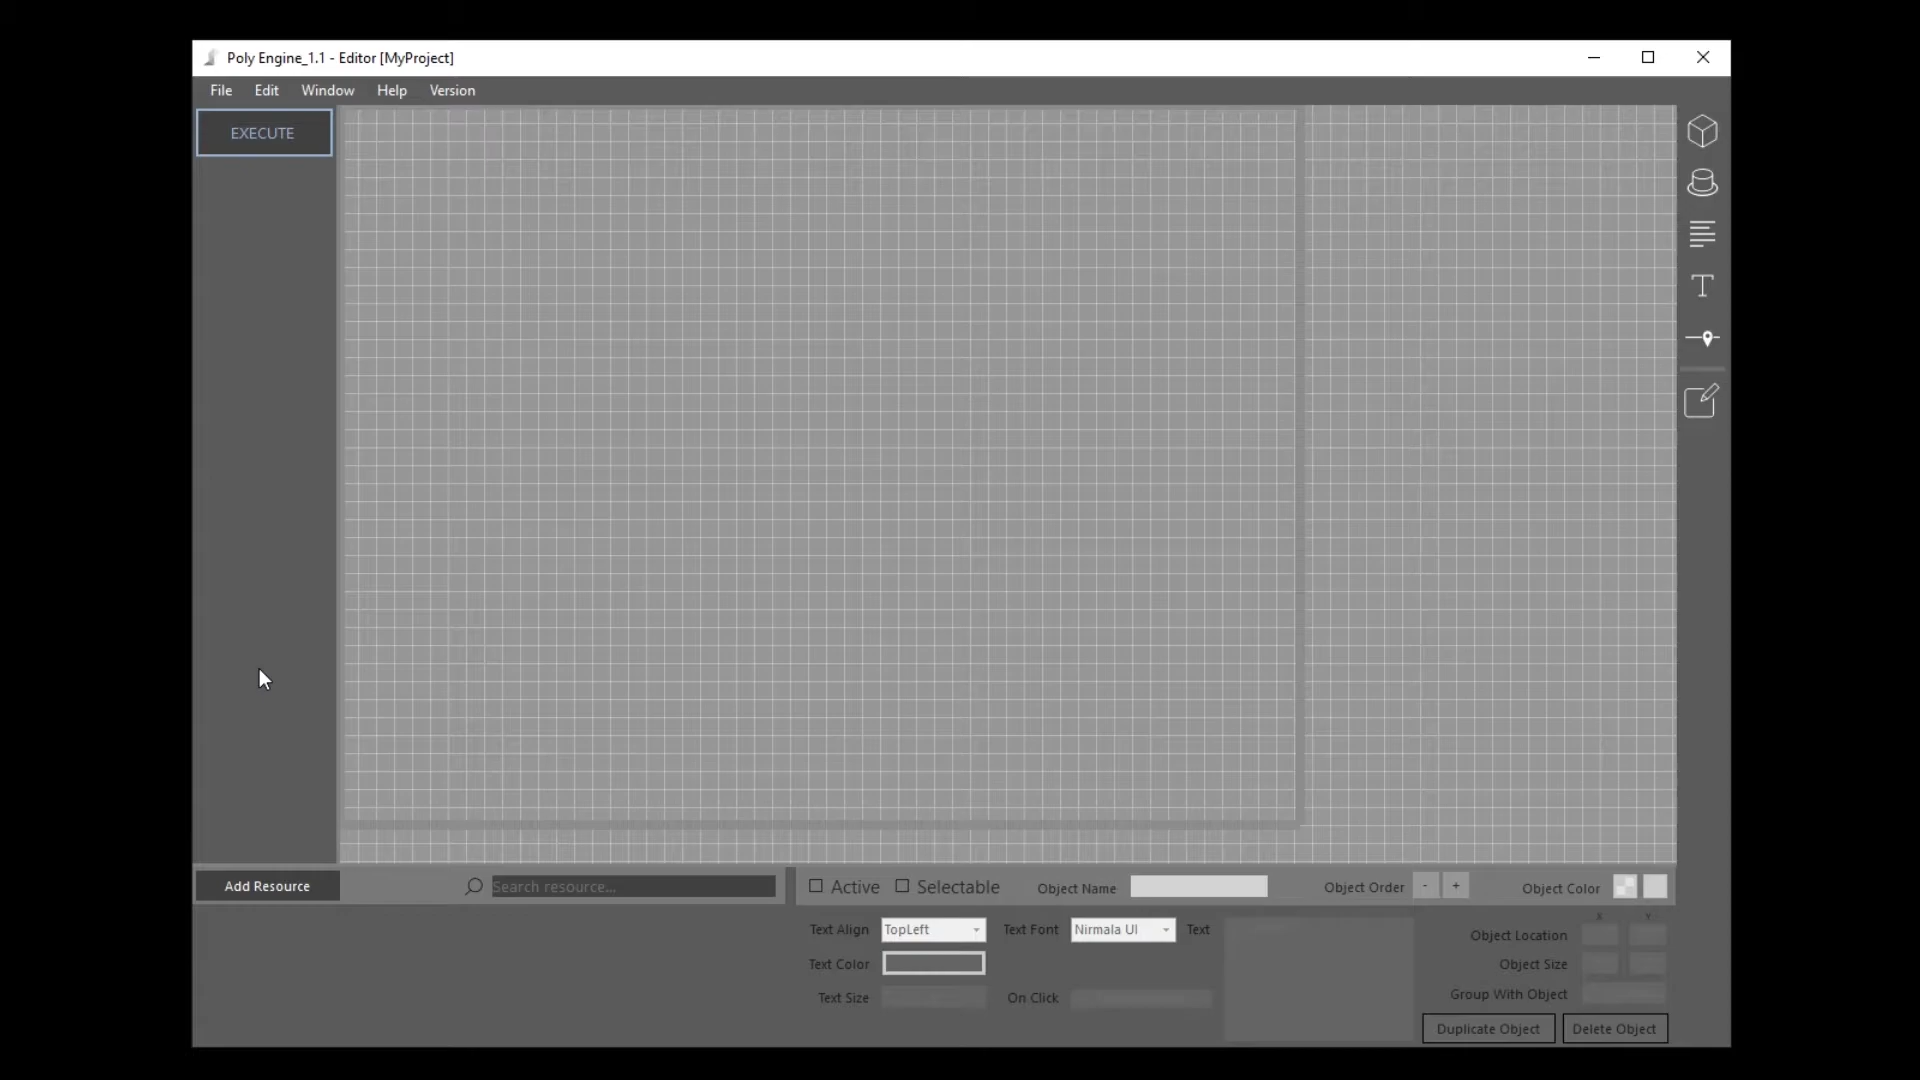 Poly Engine_1.1 - Editor [MyProject]
File Edit Window Help Version
EXECUTE
T
Add Resource
Search resource...
Active Selectable Object Name Object Order - + Object Color
X Y
Text Align TopLeft Text Font Nirmala UI Text Object Location
Text Color Object Size
Text Size On Click Group With Object
Duplicate Object Delete Object